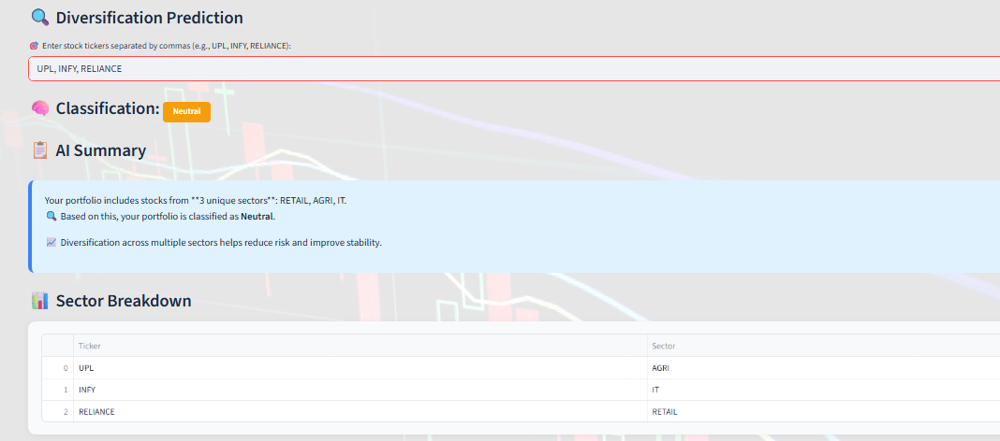 Diversification Prediction
Enter stock tickers separated by commas (e.g., UPL, INFY, RELIANCE):
UPL, INFY, RELIANCE
Classification: Neutral
AI Summary
Your portfolio includes stocks from **3 unique sectors**: RETAIL, AGRI, IT.
Based on this, your portfolio is classified as Neutral.
Diversification across multiple sectors helps reduce risk and improve stability.
Sector Breakdown
Ticker Sector
0 UPL AGRI
1 INFY IT
2 RELIANCE RETAIL